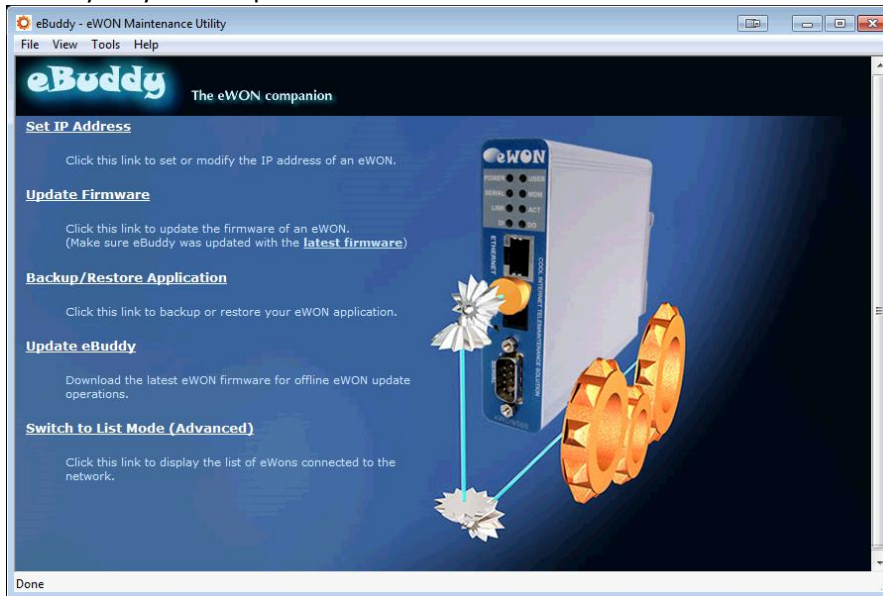 eBuddy - eWON Maintenance Utility
File View Tools Help
eBuddy
The eWON companion
Set IP Address
Click this link to set or modify the IP address of an eWON.
Update Firmware
Click this link to update the firmware of an eWON.
(Make sure eBuddy was updated with the latest firmware)
Backup/Restore Application
Click this link to backup or restore your eWON application.
Update eBuddy
Download the latest eWON firmware for offline eWON update
operations.
Switch to List Mode (Advanced)
Click this link to display the list of eWons connected to the
network.
eWON
POWER USER
SERIAL MDM
LINK ACT
DI DO
ETHERNET
COOL INTERNET TELEMAINTENANCE SOLUTION
SERIAL
Done